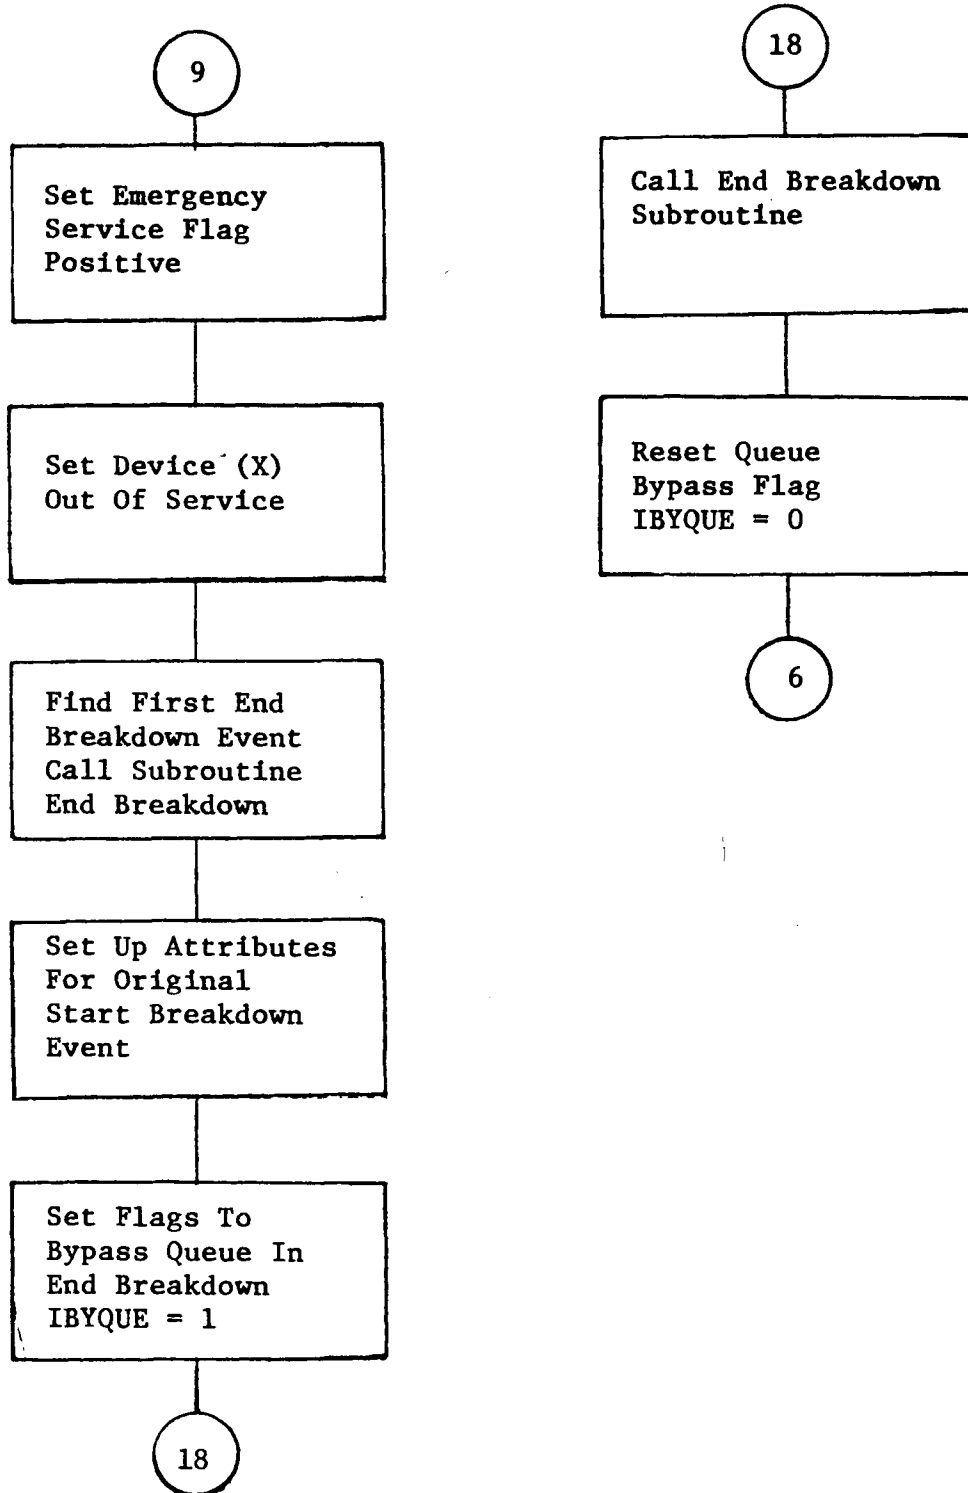 9
Set Emergency
Service Flag
Positive
Set Device (X)
Out Of Service
Find First End
Breakdown Event
Call Subroutine
End Breakdown
Set Up Attributes
For Original
Start Breakdown
Event
Set Flags To
Bypass Queue In
End Breakdown
IBYQUE = 1
18
18
Call End Breakdown
Subroutine
Reset Queue
Bypass Flag
IBYQUE = 0
6